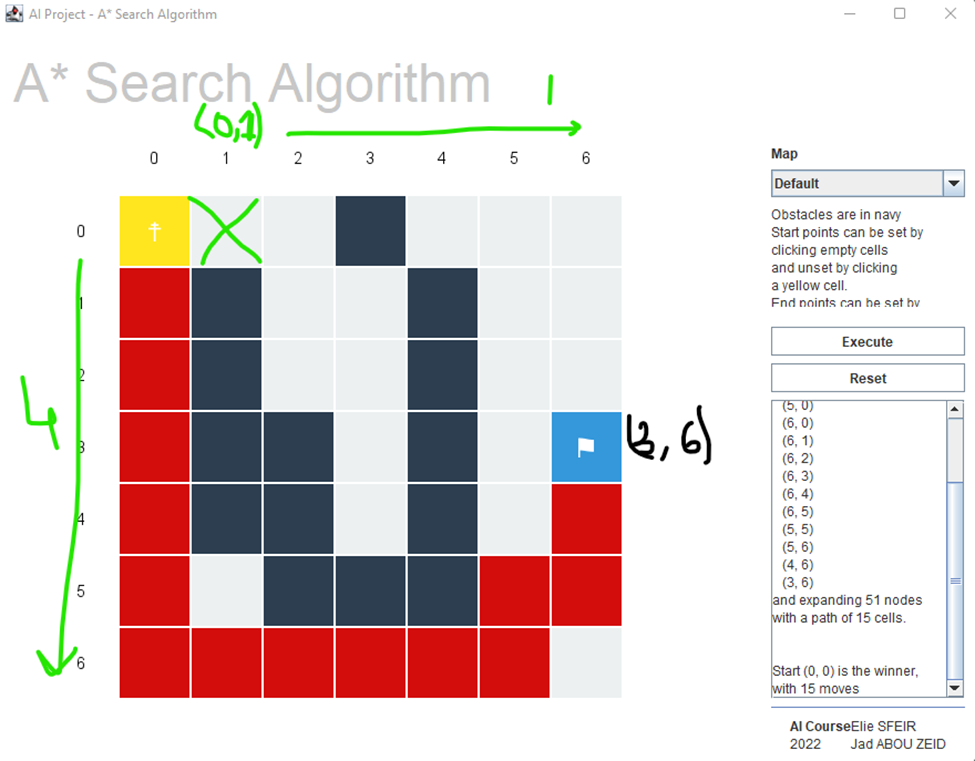 AI Project - A* Search Algorithm
A* Search Algorithm
1
(0,1)
0 1 2 3 4 5 6
0
1
2
3
4
5
6
4
(3, 6)
Map
Default
Obstacles are in navy
Start points can be set by
clicking empty cells
and unset by clicking
a yellow cell.
End points can be set by
Execute
Reset
(5, 0)
(6, 0)
(6, 1)
(6, 2)
(6, 3)
(6, 4)
(6, 5)
(5, 5)
(5, 6)
(4, 6)
(3, 6)
and expanding 51 nodes
with a path of 15 cells.
Start (0, 0) is the winner,
with 15 moves
AI Course Elie SFEIR
2022 Jad ABOU ZEID